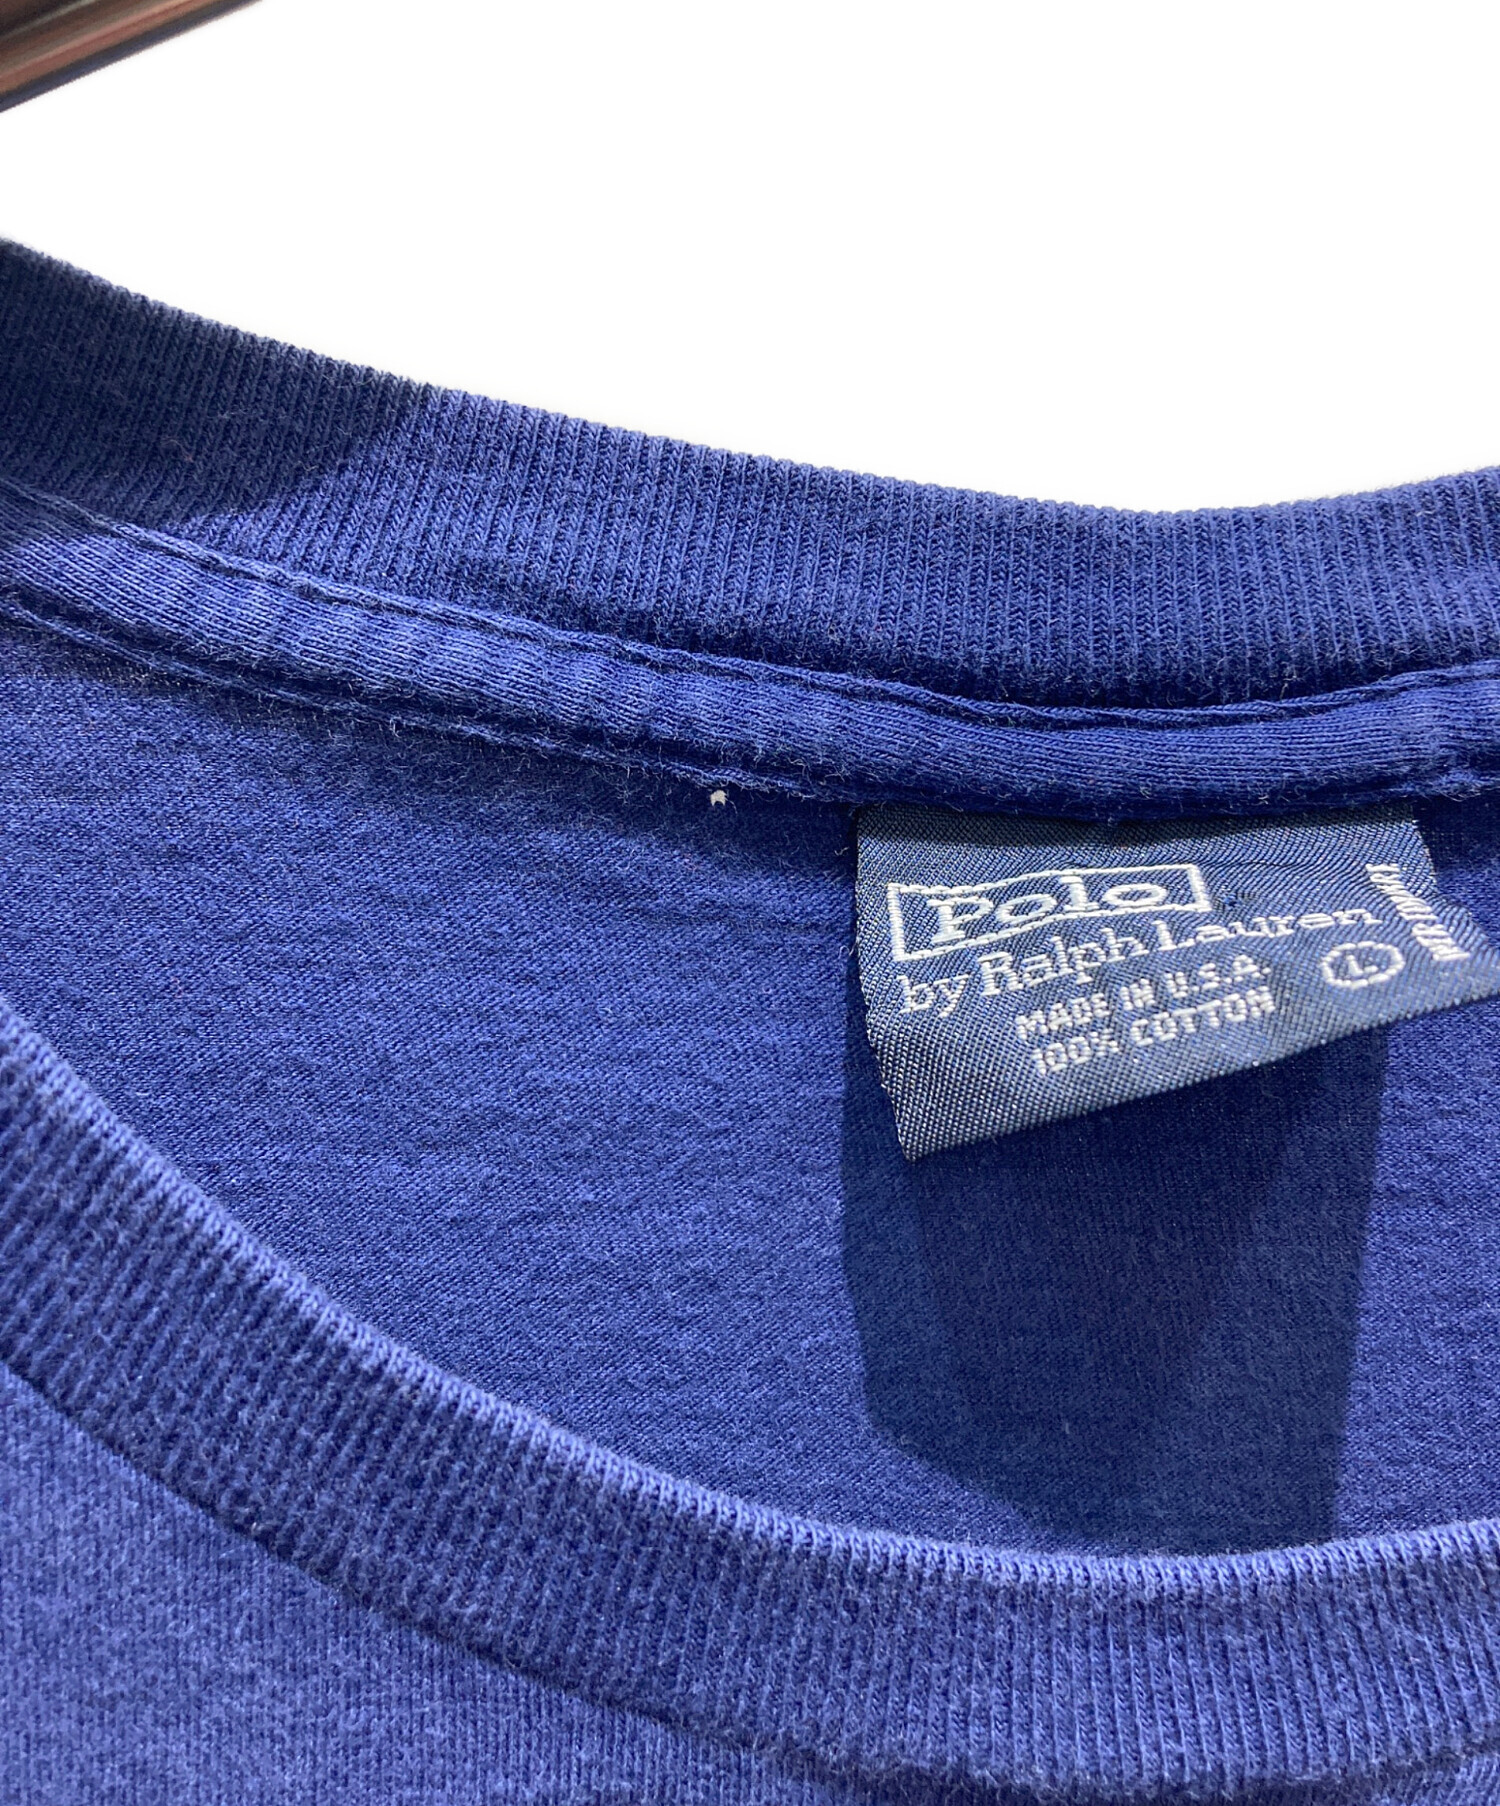 Polo
by Ralph Lauren
MADE IN U.S.A.
100% COTTON
L